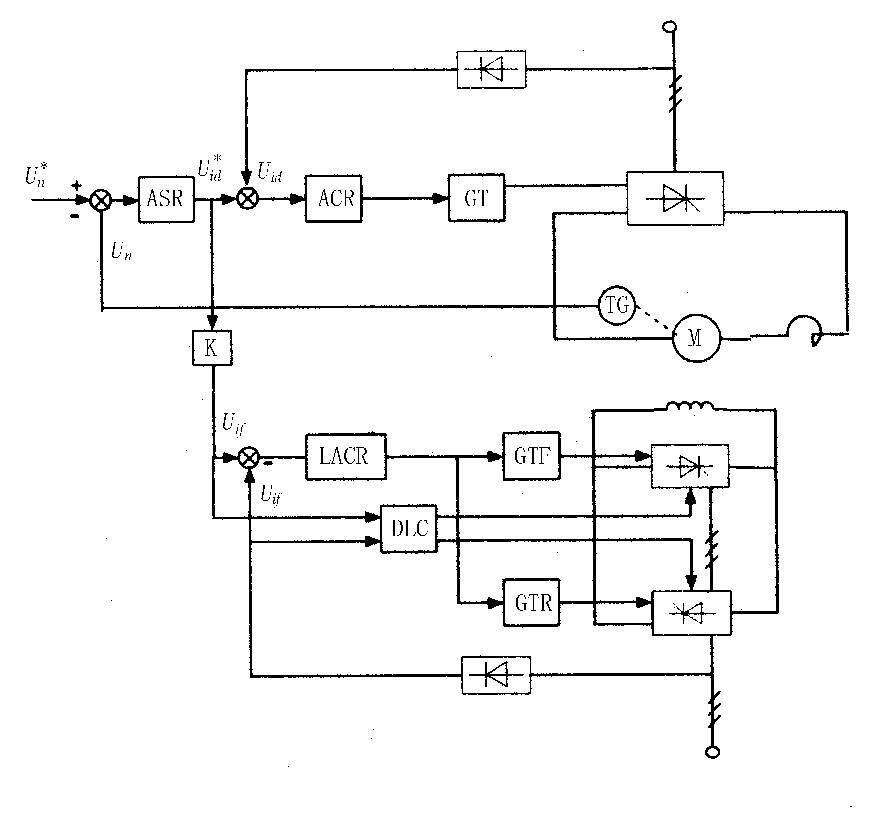 U*id
U*n
+
Uid
ASR
ACR
GT
-
Un
TG
M
K
Uif
LACR
GTF
-
Uif
DLC
GTR